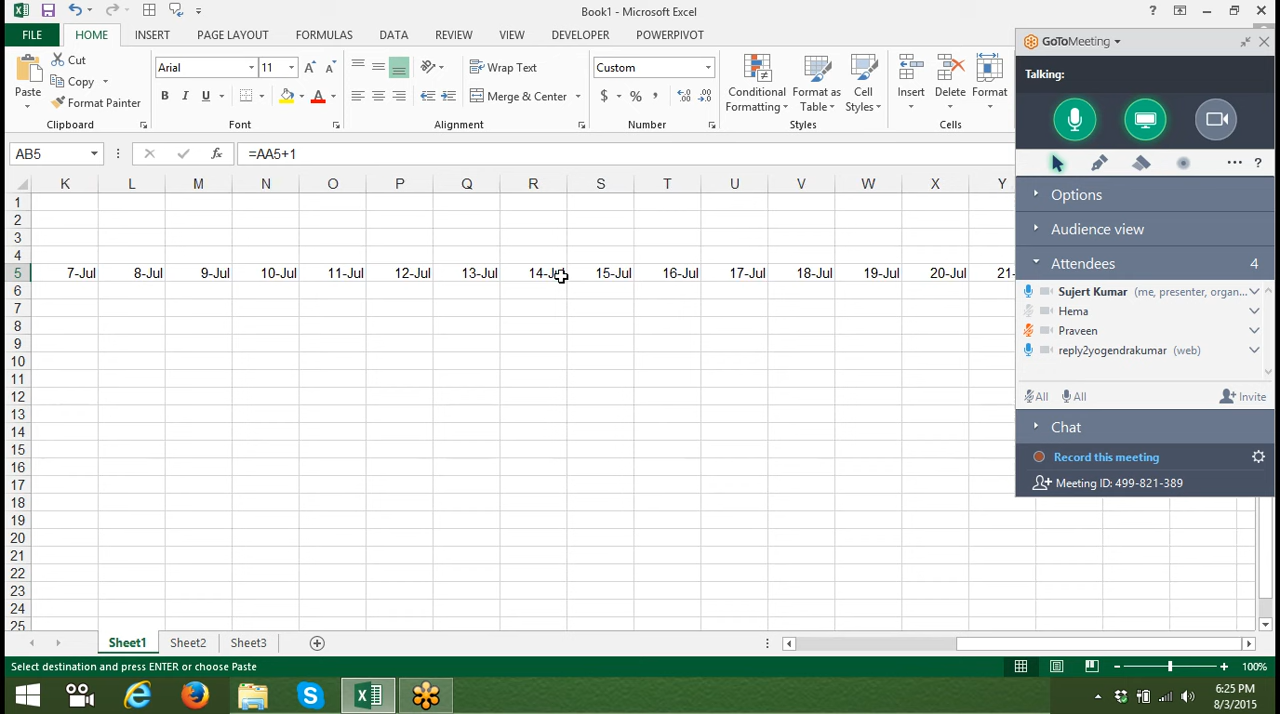 Book1 - Microsoft Excel
FILE HOME INSERT PAGE LAYOUT FORMULAS DATA REVIEW VIEW DEVELOPER POWERPIVOT
Paste Cut
Copy
Format Painter
Clipboard
Arial 11
B I U
Font
Wrap Text
Merge & Center
Alignment
Custom
$ % ,
Number
Conditional Formatting
Format as Table
Cell Styles
Styles
Insert Delete Format
Cells
AB5 fx =AA5+1
K L M N O P Q R S T U V W X Y
1
2
3
4
5 7-Jul 8-Jul 9-Jul 10-Jul 11-Jul 12-Jul 13-Jul 14-Jul 15-Jul 16-Jul 17-Jul 18-Jul 19-Jul 20-Jul 21-
6
7
8
9
10
11
12
13
14
15
16
17
18
19
20
21
22
23
24
25
GoToMeeting
Talking:
?
Options
Audience view
Attendees 4
Sujert Kumar (me, presenter, organ...
Hema
Praveen
reply2yogendrakumar (web)
All All Invite
Chat
Record this meeting
Meeting ID: 499-821-389
Sheet1 Sheet2 Sheet3
Select destination and press ENTER or choose Paste
100%
6:25 PM
8/3/2015